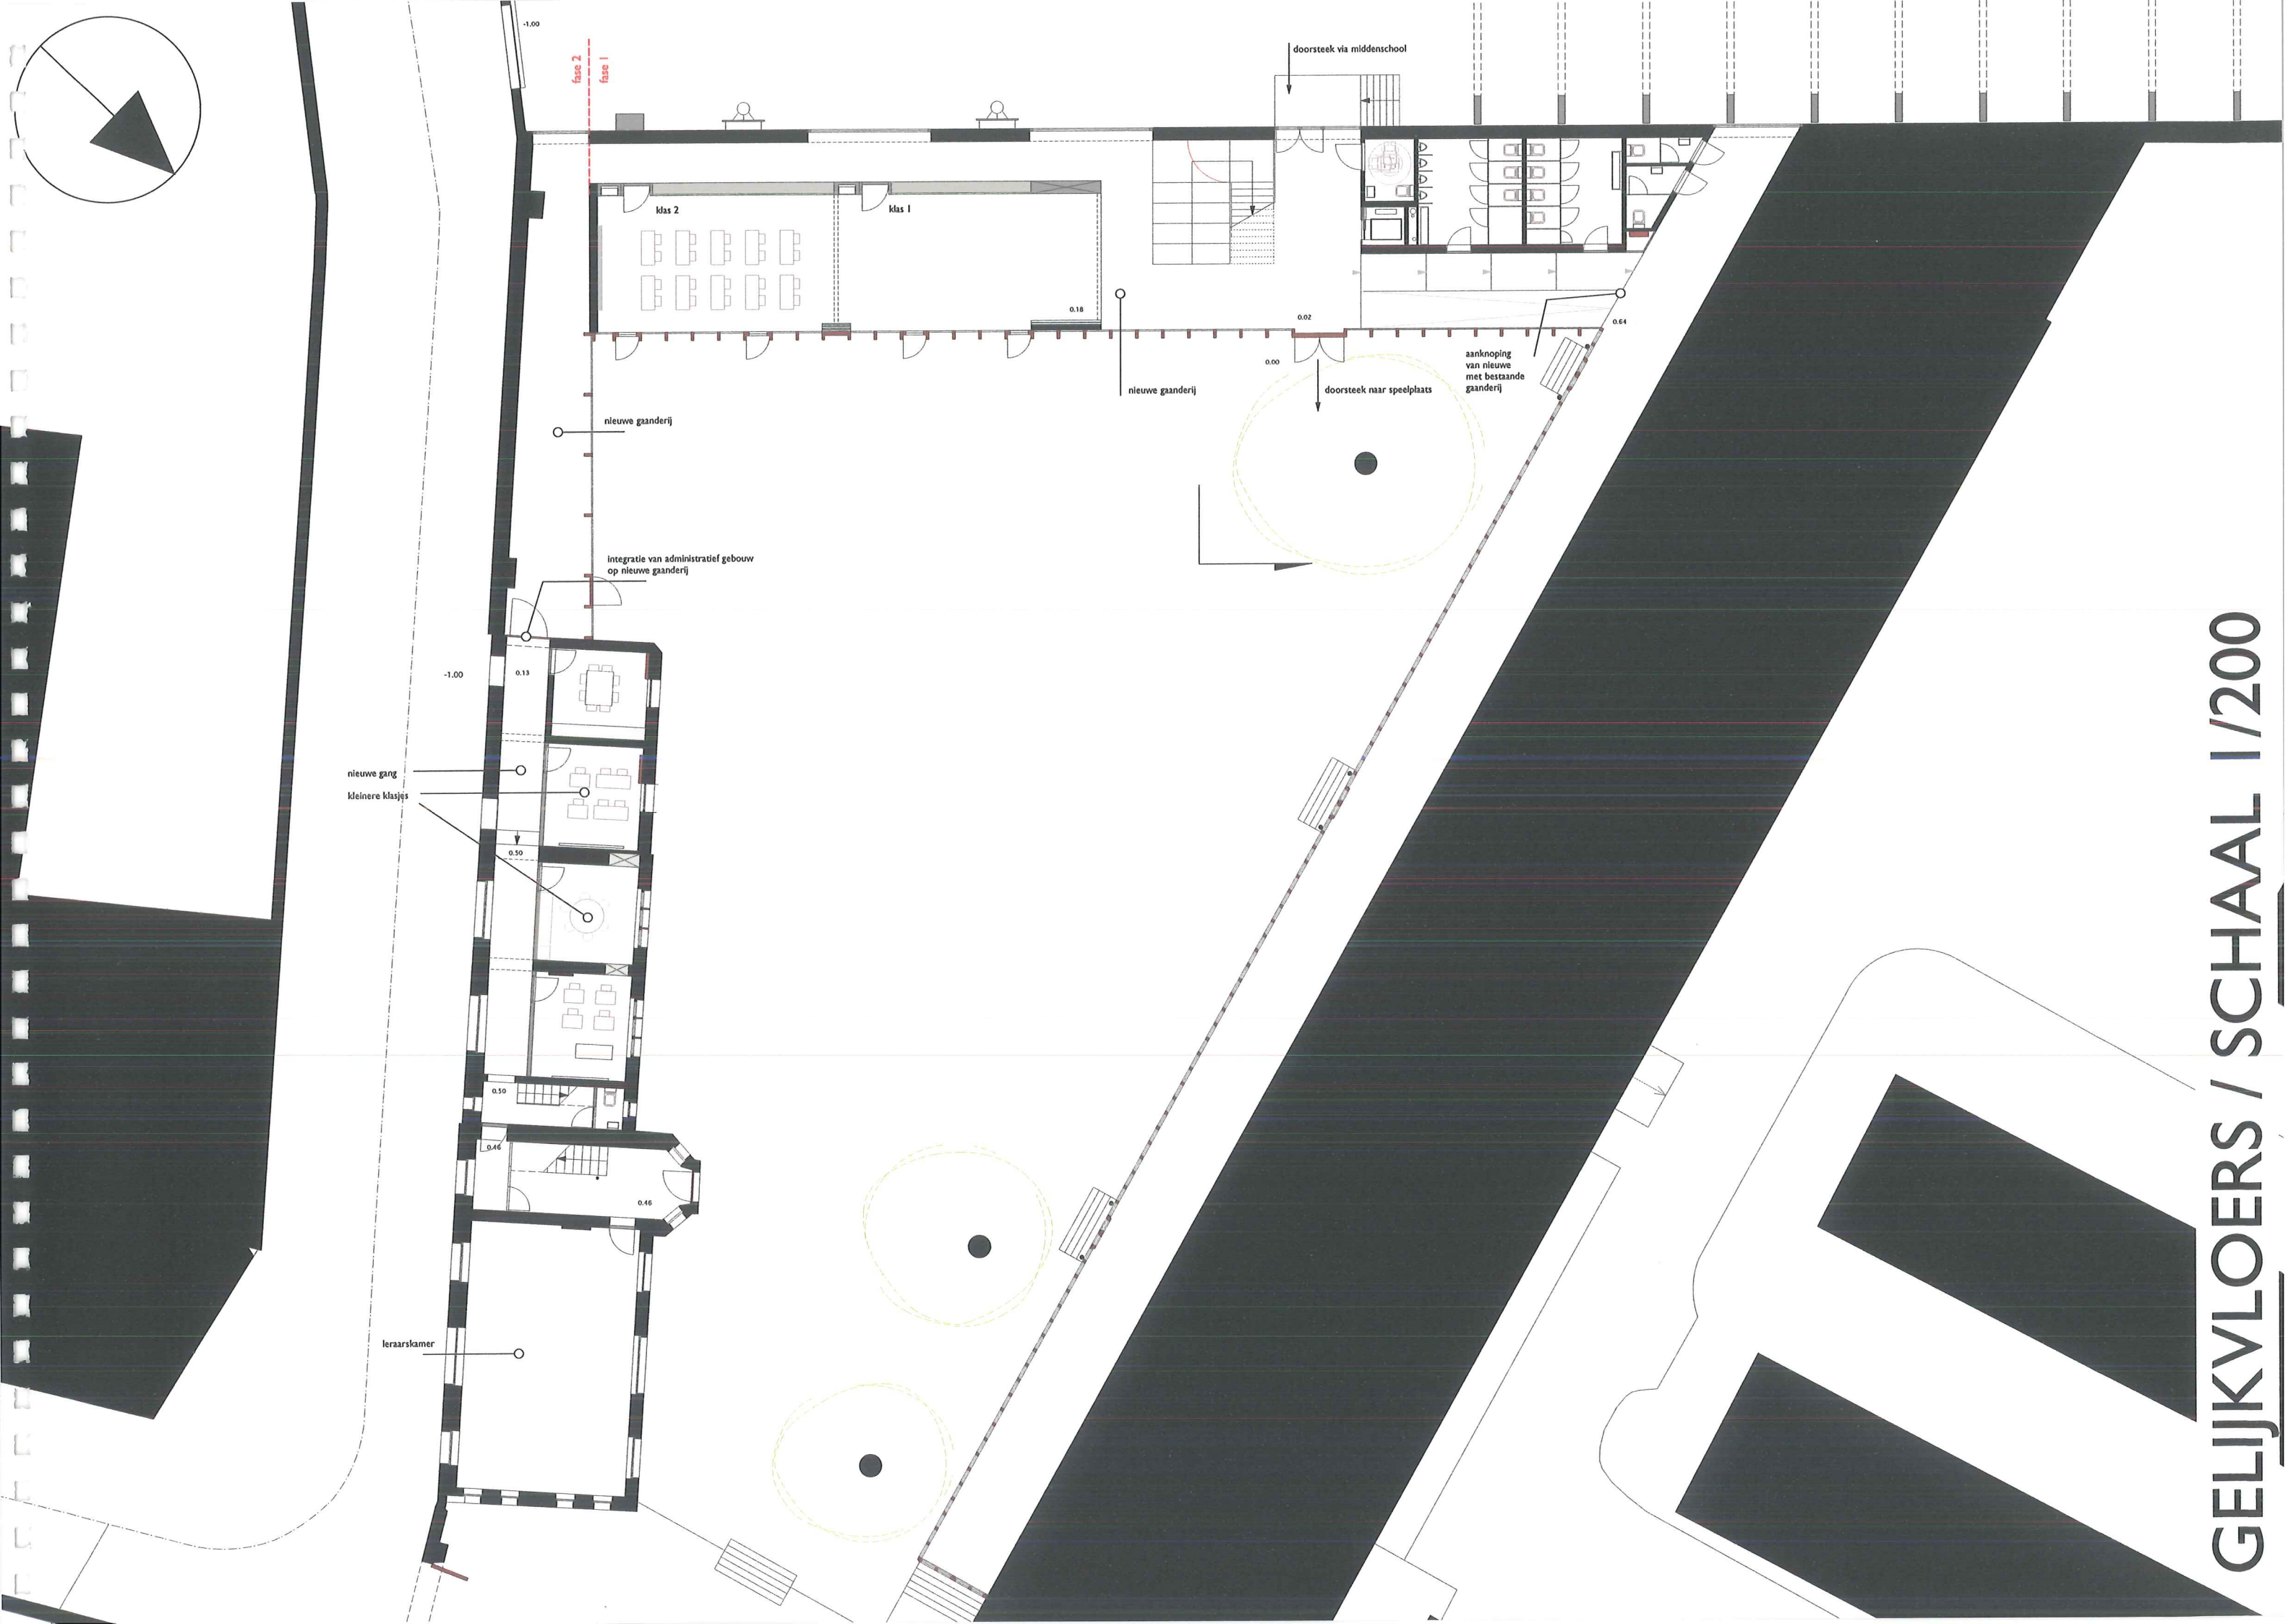 -1.00
doorsteek via middenschool
fase 2
fase 1
klas 2
klas 1
0.18
0.02
0.64
0.00
aanknoping
van nieuwe
met bestaande
gaanderij
nieuwe gaanderij
doorsteek naar speelplaats
nieuwe gaanderij
integratie van administratief gebouw
op nieuwe gaanderij
-1.00
0.13
nieuwe gang
kleinere klasjes
0.50
0.50
0.46
0.46
leraarskamer
GELIJKVLOERS / SCHAAL 1/200